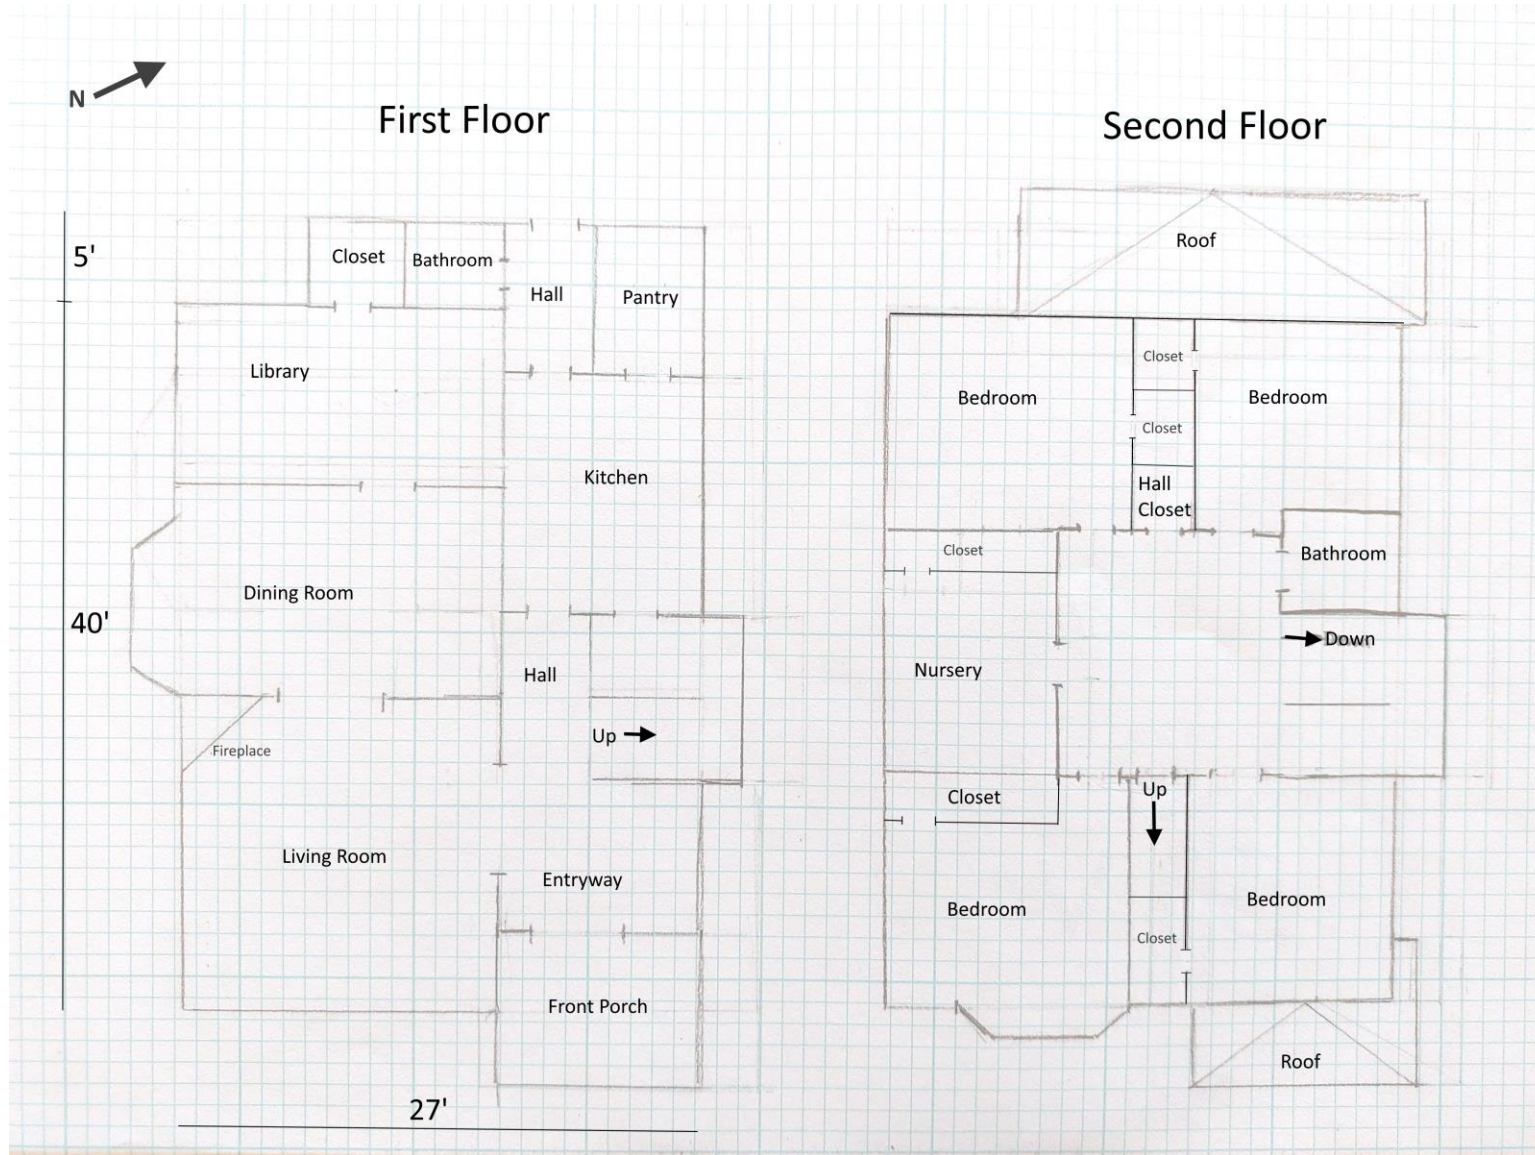 N
First Floor
Second Floor
5'
Closet
Bathroom
Hall
Pantry
Library
Kitchen
40'
Dining Room
Hall
Up
Fireplace
Living Room
Entryway
Front Porch
27'
Roof
Closet
Bedroom
Bedroom
Closet
Hall
Closet
Closet
Bathroom
Down
Nursery
Up
Closet
Bedroom
Bedroom
Closet
Roof